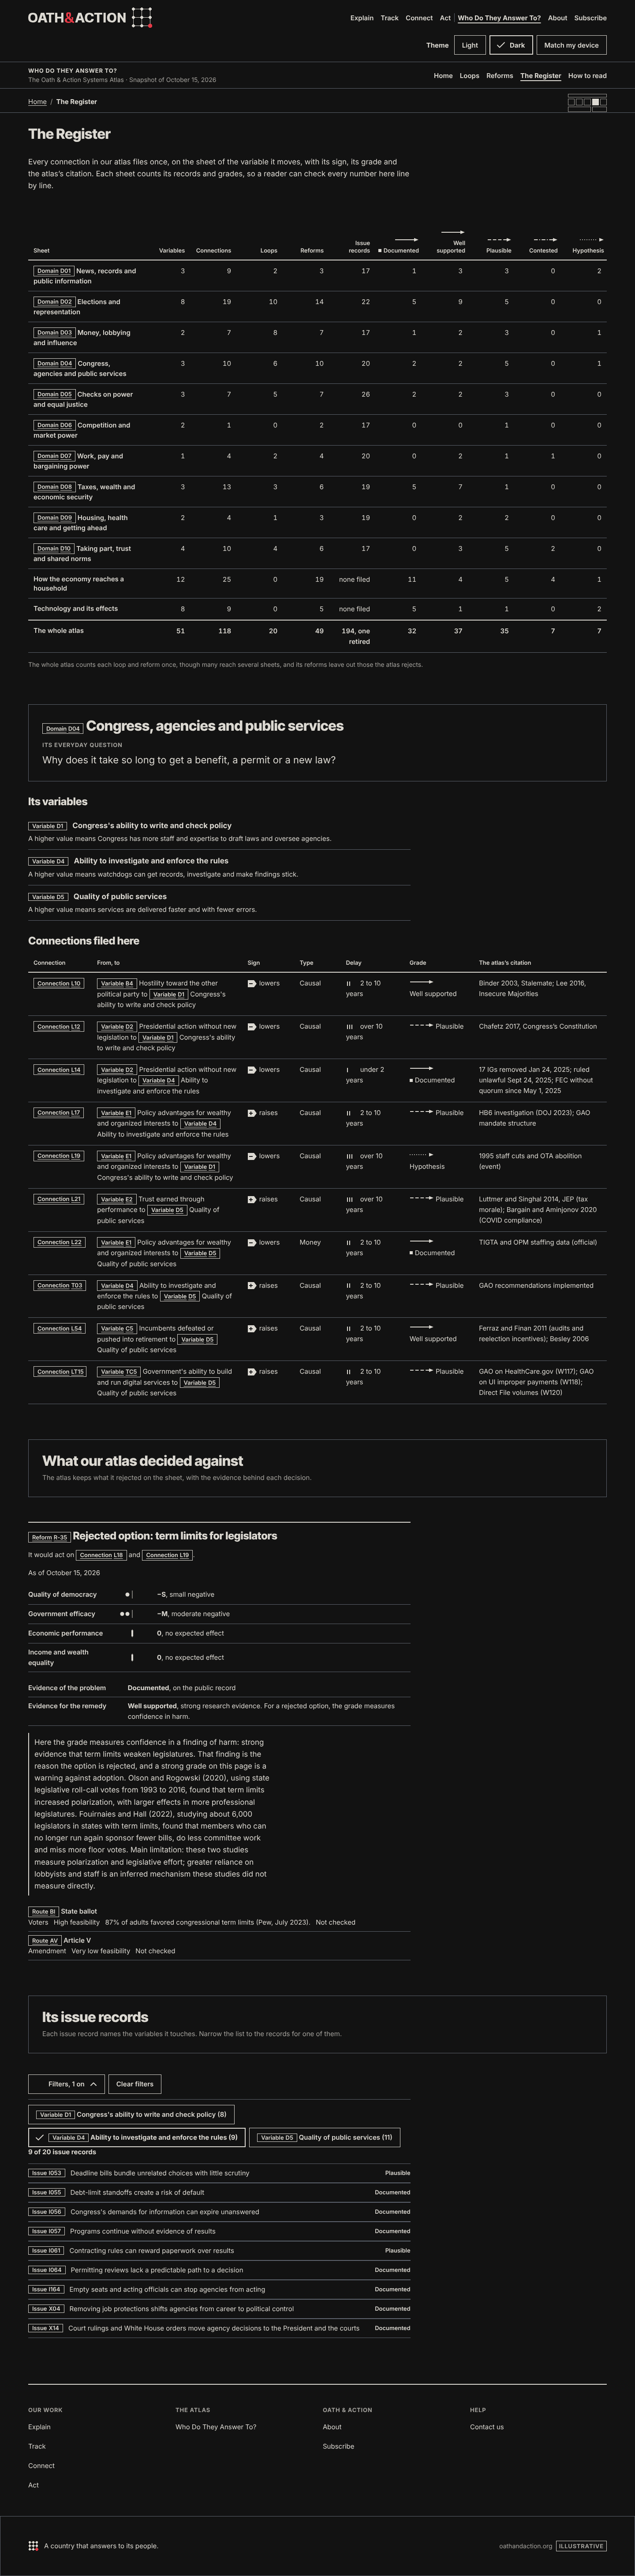 OATH&ACTION
Explain Track Connect Act Who Do They Answer To? About Subscribe
Theme Light Dark Match my device
WHO DO THEY ANSWER TO?
The Oath & Action Systems Atlas · Snapshot of October 15, 2026
Home Loops Reforms The Register How to read
Home / The Register
The Register
Every connection in our atlas files once, on the sheet of the variable it moves, with its sign, its grade and
the atlas's citation. Each sheet counts its records and grades, so a reader can check every number here line
by line.
Sheet Variables Connections Loops Reforms Issue records Documented Well supported Plausible Contested Hypothesis
Domain D01 News, records and public information 3 9 2 3 17 1 3 3 0 2
Domain D02 Elections and representation 8 19 10 14 22 5 9 5 0 0
Domain D03 Money, lobbying and influence 2 7 8 7 17 1 2 3 0 1
Domain D04 Congress, agencies and public services 3 10 6 10 20 2 2 5 0 1
Domain D05 Checks on power and equal justice 3 7 5 7 26 2 2 3 0 0
Domain D06 Competition and market power 2 1 0 2 17 0 0 1 0 0
Domain D07 Work, pay and bargaining power 1 4 2 4 20 0 2 1 1 0
Domain D08 Taxes, wealth and economic security 3 13 3 6 19 5 7 1 0 0
Domain D09 Housing, health care and getting ahead 2 4 1 3 19 0 2 2 0 0
Domain D10 Taking part, trust and shared norms 4 10 4 6 17 0 3 5 2 0
How the economy reaches a household 12 25 0 19 none filed 11 4 5 4 1
Technology and its effects 8 9 0 5 none filed 5 1 1 0 2
The whole atlas 51 118 20 49 194, one retired 32 37 35 7 7
The whole atlas counts each loop and reform once, though many reach several sheets, and its reforms leave out those the atlas rejects.
Domain D04 Congress, agencies and public services
ITS EVERYDAY QUESTION
Why does it take so long to get a benefit, a permit or a new law?
Its variables
Variable D1 Congress's ability to write and check policy
A higher value means Congress has more staff and expertise to draft laws and oversee agencies.
Variable D4 Ability to investigate and enforce the rules
A higher value means watchdogs can get records, investigate and make findings stick.
Variable D5 Quality of public services
A higher value means services are delivered faster and with fewer errors.
Connections filed here
Connection From, to Sign Type Delay Grade The atlas's citation
Connection L10 Variable B4 Hostility toward the other political party to Variable D1 Congress's ability to write and check policy lowers Causal 2 to 10 years Well supported Binder 2003, Stalemate; Lee 2016, Insecure Majorities
Connection L12 Variable D2 Presidential action without new legislation to Variable D1 Congress's ability to write and check policy lowers Causal over 10 years Plausible Chafetz 2017, Congress's Constitution
Connection L14 Variable D2 Presidential action without new legislation to Variable D4 Ability to investigate and enforce the rules lowers Causal under 2 years Documented 17 IGs removed Jan 24, 2025; ruled unlawful Sept 24, 2025; FEC without quorum since May 1, 2025
Connection L17 Variable E1 Policy advantages for wealthy and organized interests to Variable D4 Ability to investigate and enforce the rules raises Causal 2 to 10 years Plausible HB6 investigation (DOJ 2023); GAO mandate structure
Connection L19 Variable E1 Policy advantages for wealthy and organized interests to Variable D1 Congress's ability to write and check policy lowers Causal over 10 years Hypothesis 1995 staff cuts and OTA abolition (event)
Connection L21 Variable E2 Trust earned through performance to Variable D5 Quality of public services raises Causal over 10 years Plausible Luttmer and Singhal 2014, JEP (tax morale); Bargain and Aminjonov 2020 (COVID compliance)
Connection L22 Variable E1 Policy advantages for wealthy and organized interests to Variable D5 Quality of public services lowers Money 2 to 10 years Documented TIGTA and OPM staffing data (official)
Connection T03 Variable D4 Ability to investigate and enforce the rules to Variable D5 Quality of public services raises Causal 2 to 10 years Plausible GAO recommendations implemented
Connection L54 Variable C5 Incumbents defeated or pushed into retirement to Variable D5 Quality of public services raises Causal 2 to 10 years Well supported Ferraz and Finan 2011 (audits and reelection incentives); Besley 2006
Connection LT15 Variable TC5 Government's ability to build and run digital services to Variable D5 Quality of public services raises Causal 2 to 10 years Plausible GAO on HealthCare.gov (W117); GAO on UI improper payments (W118); Direct File volumes (W120)
What our atlas decided against
The atlas keeps what it rejected on the sheet, with the evidence behind each decision.
Reform R-35 Rejected option: term limits for legislators
It would act on Connection L18 and Connection L19.
As of October 15, 2026
Quality of democracy −S, small negative
Government efficacy −M, moderate negative
Economic performance 0, no expected effect
Income and wealth equality 0, no expected effect
Evidence of the problem Documented, on the public record
Evidence for the remedy Well supported, strong research evidence. For a rejected option, the grade measures confidence in harm.
Here the grade measures confidence in a finding of harm: strong
evidence that term limits weaken legislatures. That finding is the
reason the option is rejected, and a strong grade on this page is a
warning against adoption. Olson and Rogowski (2020), using state
legislative roll-call votes from 1993 to 2016, found that term limits
increased polarization, with larger effects in more professional
legislatures. Fouirnaies and Hall (2022), studying about 6,000
legislators in states with term limits, found that members who can
no longer run again sponsor fewer bills, do less committee work
and miss more floor votes. Main limitation: these two studies
measure polarization and legislative effort; greater reliance on
lobbyists and staff is an inferred mechanism these studies did not
measure directly.
Route BI State ballot
Voters High feasibility 87% of adults favored congressional term limits (Pew, July 2023). Not checked
Route AV Article V
Amendment Very low feasibility Not checked
Its issue records
Each issue record names the variables it touches. Narrow the list to the records for one of them.
Filters, 1 on Clear filters
Variable D1 Congress's ability to write and check policy (8)
Variable D4 Ability to investigate and enforce the rules (9) Variable D5 Quality of public services (11)
9 of 20 issue records
Issue I053 Deadline bills bundle unrelated choices with little scrutiny Plausible
Issue I055 Debt-limit standoffs create a risk of default Documented
Issue I056 Congress's demands for information can expire unanswered Documented
Issue I057 Programs continue without evidence of results Documented
Issue I061 Contracting rules can reward paperwork over results Plausible
Issue I064 Permitting reviews lack a predictable path to a decision Documented
Issue I164 Empty seats and acting officials can stop agencies from acting Documented
Issue X04 Removing job protections shifts agencies from career to political control Documented
Issue X14 Court rulings and White House orders move agency decisions to the President and the courts Documented
OUR WORK THE ATLAS OATH & ACTION HELP
Explain Who Do They Answer To? About Contact us
Track Subscribe
Connect
Act
A country that answers to its people. oathandaction.org ILLUSTRATIVE